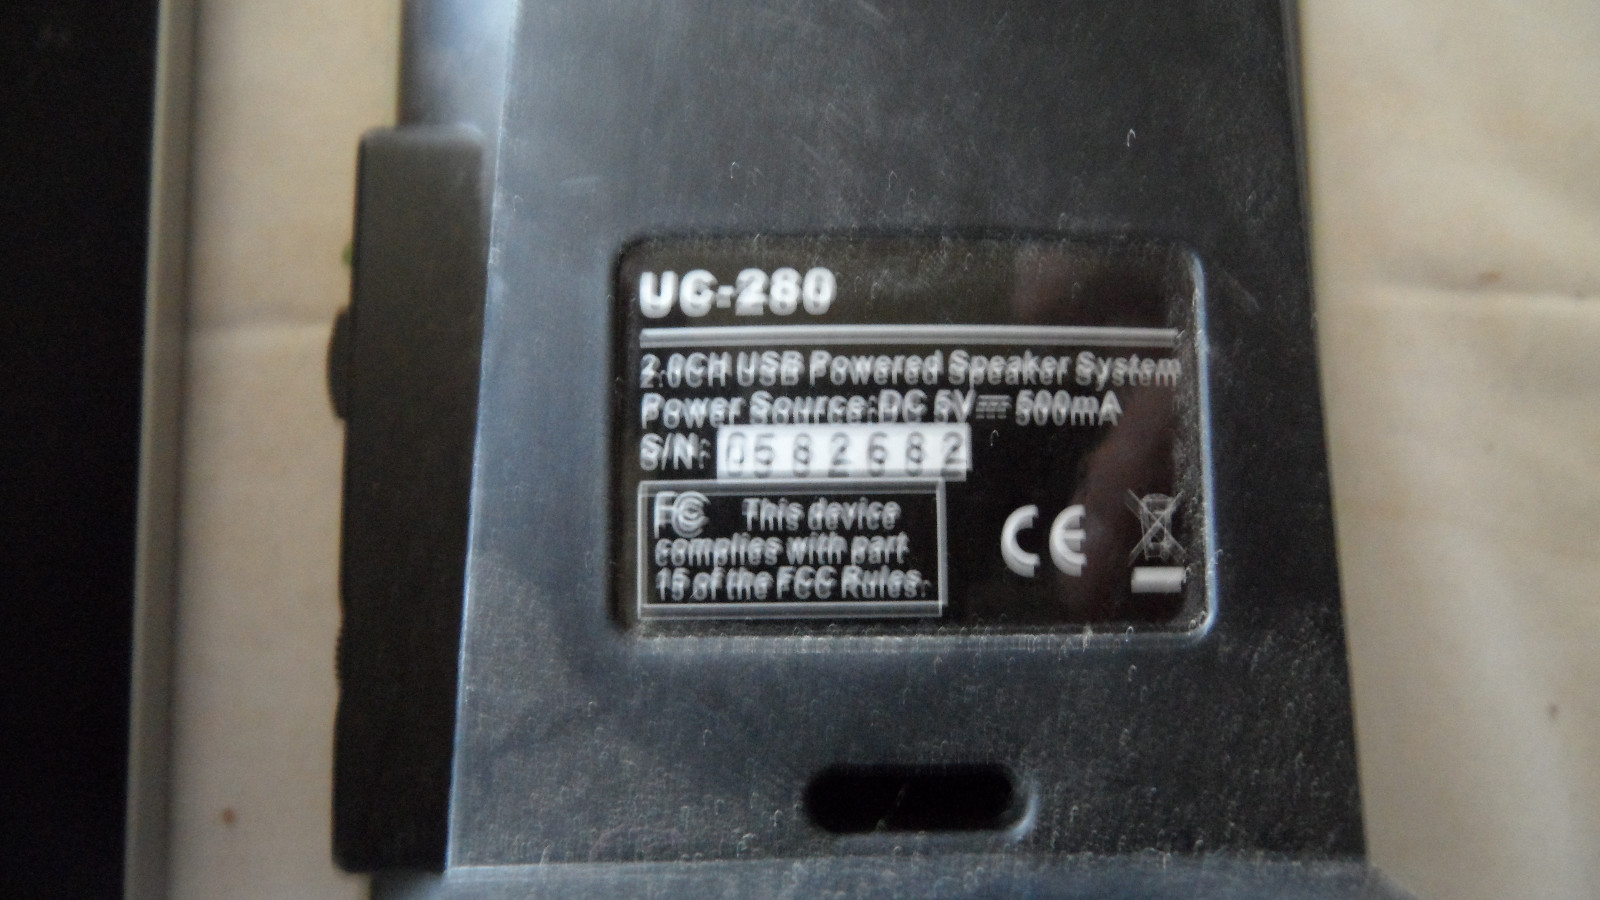 UC-280
2.0CH USB Powered Speaker System
Power Source: DC 5V ⎓ 500mA
S/N: 0582682
FC This device
complies with part
15 of the FCC Rules.
CE